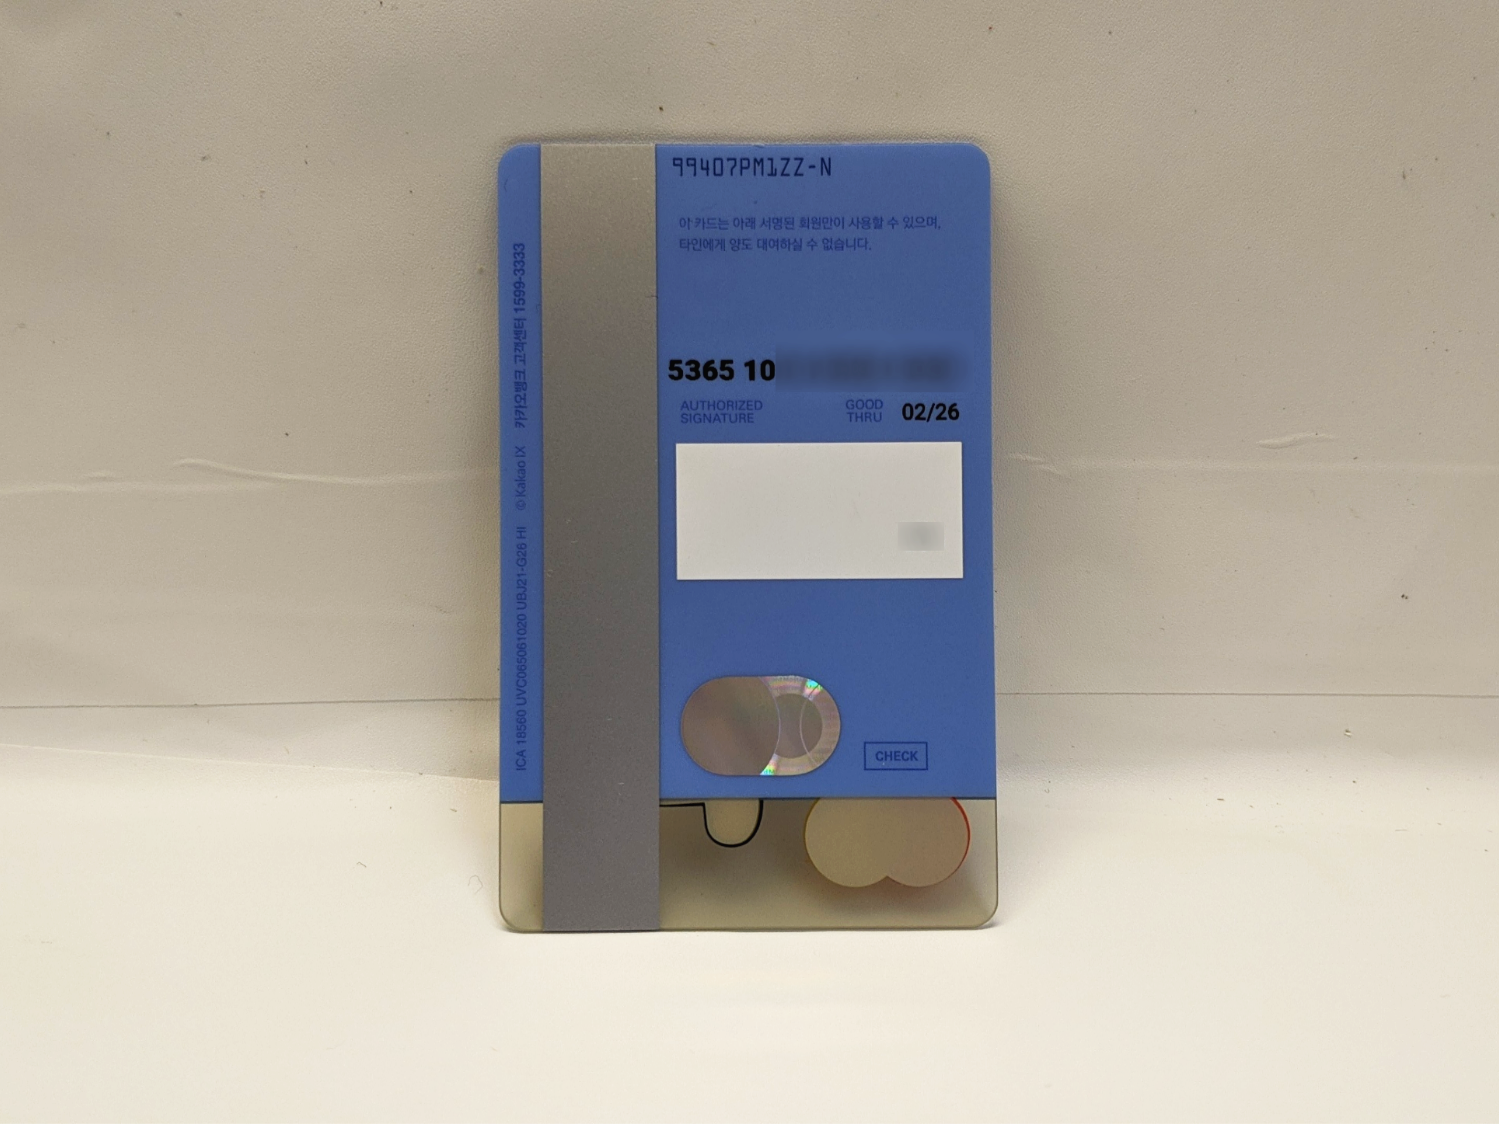 99407PM1ZZ-N
이 카드는 아래 서명된 회원만이 사용할 수 있으며,
타인에게 양도 대여하실 수 없습니다.
5365 10
AUTHORIZED
SIGNATURE
GOOD
THRU
02/26
CHECK
ICA 18560 UVC065061020 UBJ21-G26 HI © Kakao IX 카카오뱅크 고객센터 1599-3333